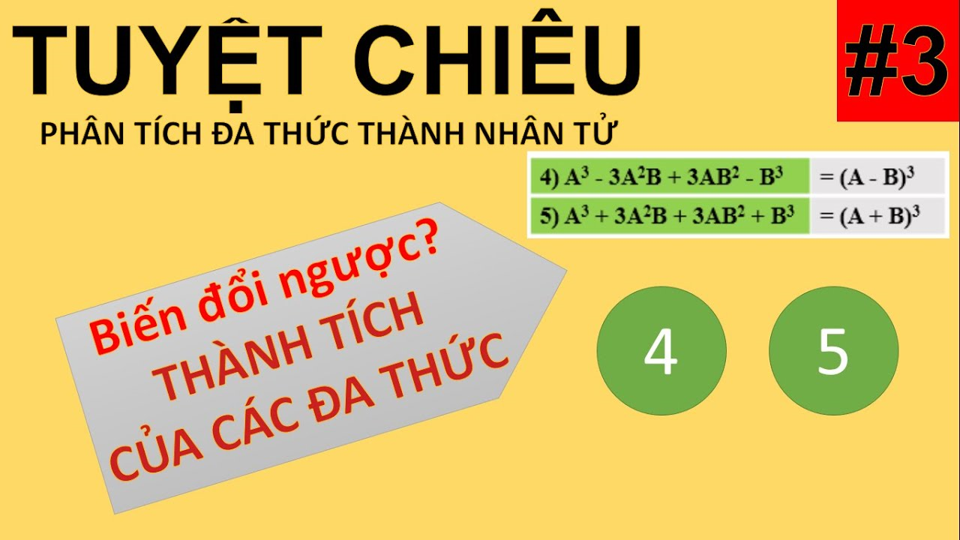 TUYỆT CHIÊU
#3
PHÂN TÍCH ĐA THỨC THÀNH NHÂN TỬ
4) A³ - 3A²B + 3AB² - B³ = (A - B)³
5) A³ + 3A²B + 3AB² + B³ = (A + B)³
Biến đổi ngược?
THÀNH TÍCH
CỦA CÁC ĐA THỨC
4 5